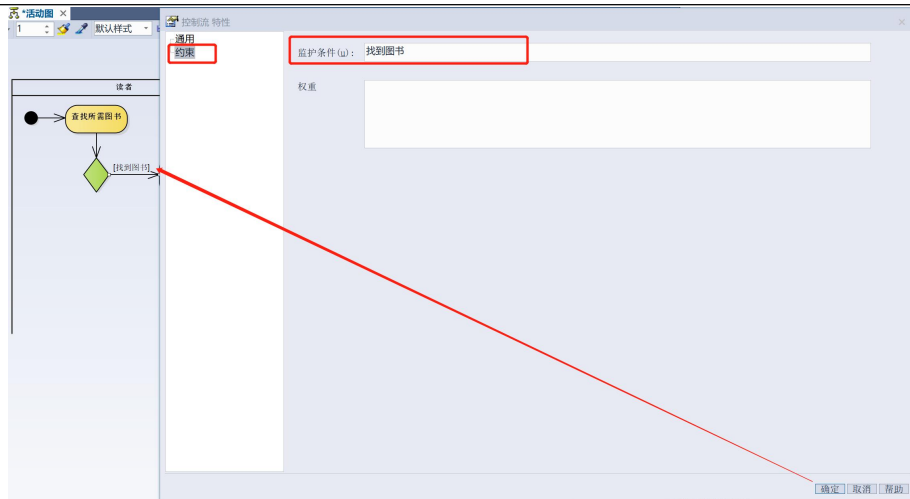 *活动图 ×
1
默认样式
控制流 特性
通用
约束
监护条件(u): 找到图书
权重
读者
查找所需图书
[找到图书]
确定 取消 帮助